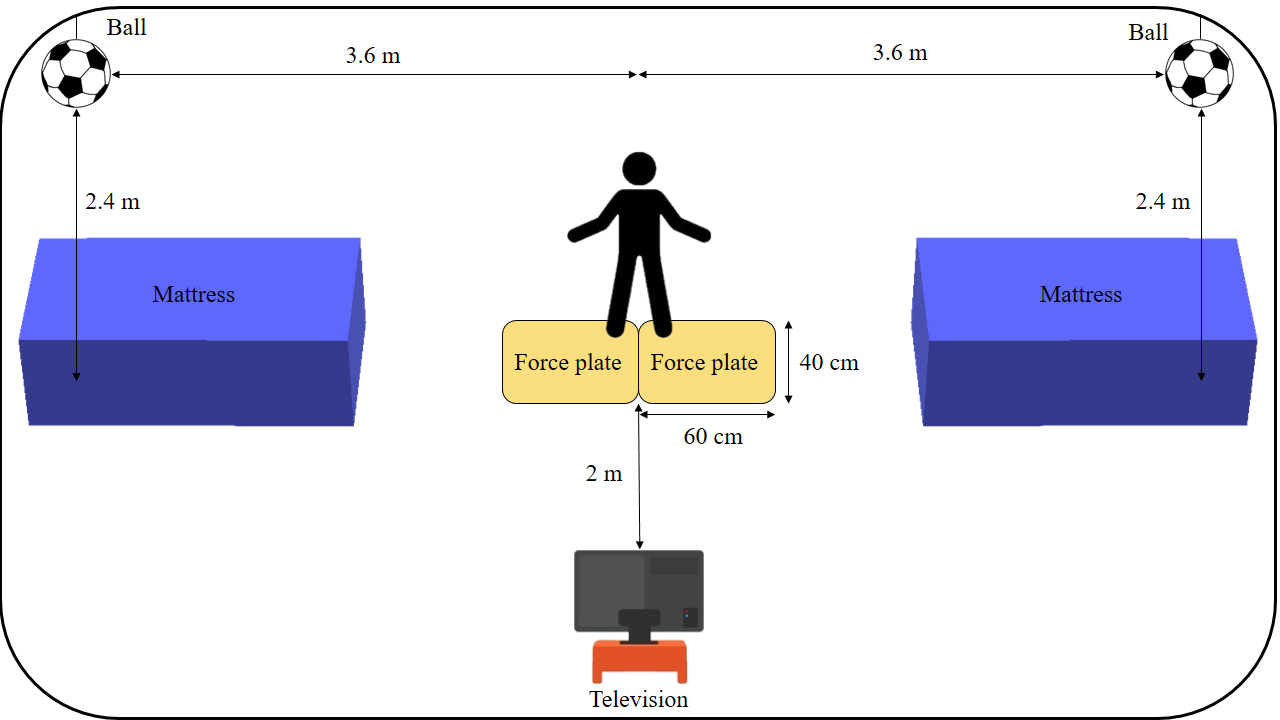 Ball
Ball
3.6 m
3.6 m
2.4 m
2.4 m
Mattress
Mattress
Force plate
Force plate
40 cm
60 cm
2 m
Television